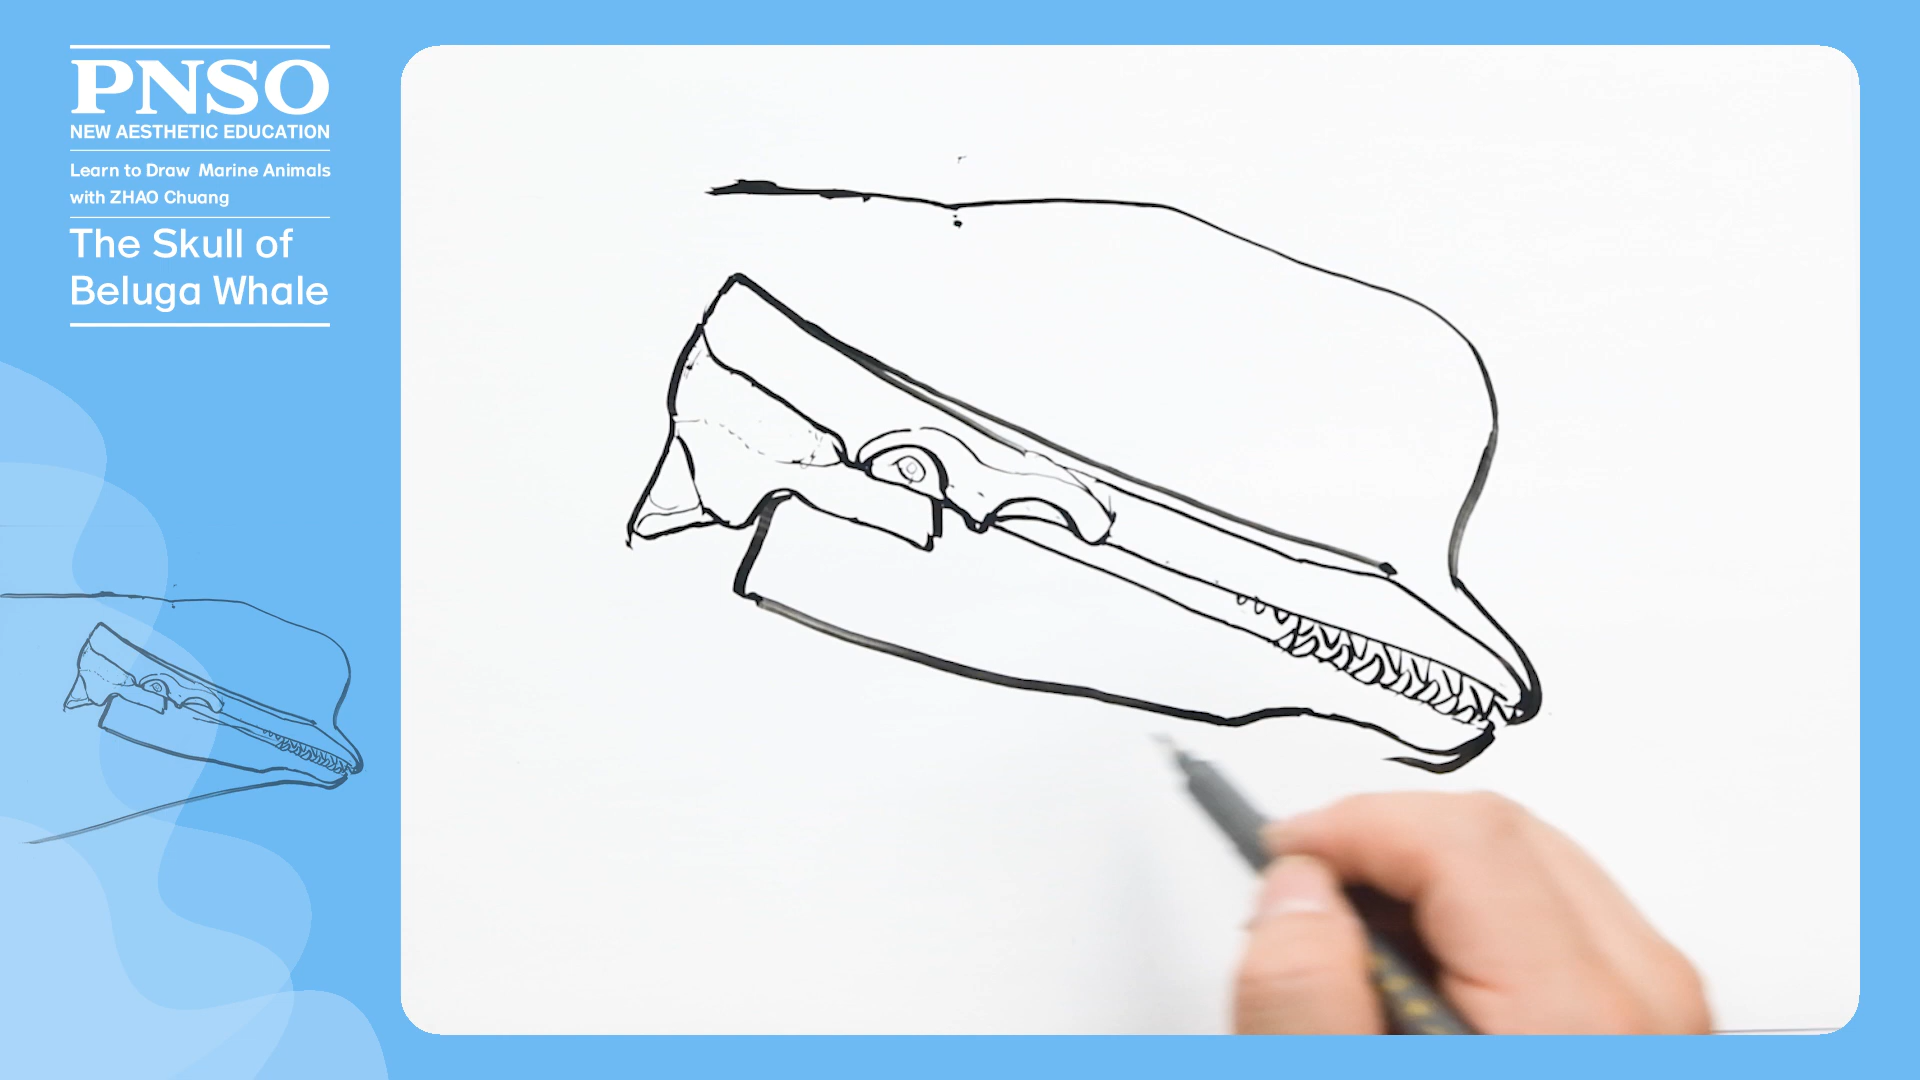 PNSO
NEW AESTHETIC EDUCATION
Learn to Draw Marine Animals
with ZHAO Chuang
The Skull of
Beluga Whale